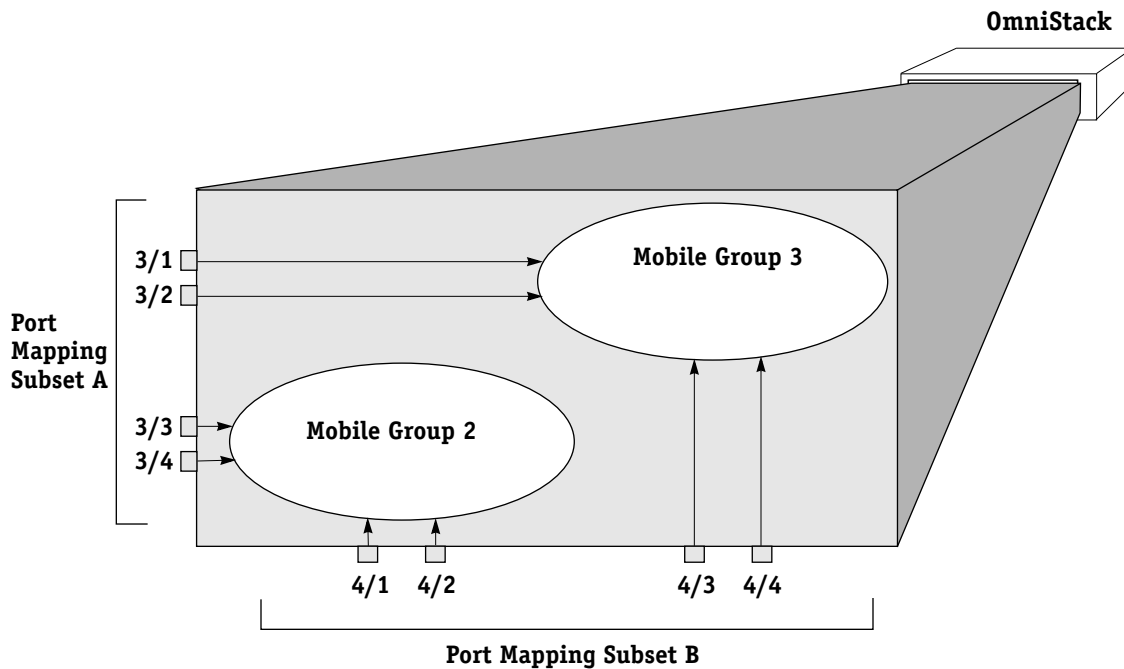 OmniStack
Mobile Group 3
3/1
3/2
Port
Mapping
Subset A
3/3
3/4
Mobile Group 2
4/1
4/2
4/3
4/4
Port Mapping Subset B